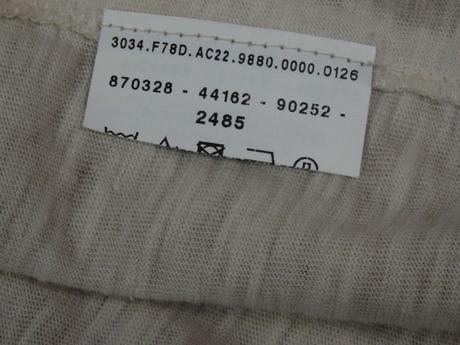 3034.F78D.AC22.9880.0000.0126
870328 - 44162 - 90252 -
2485